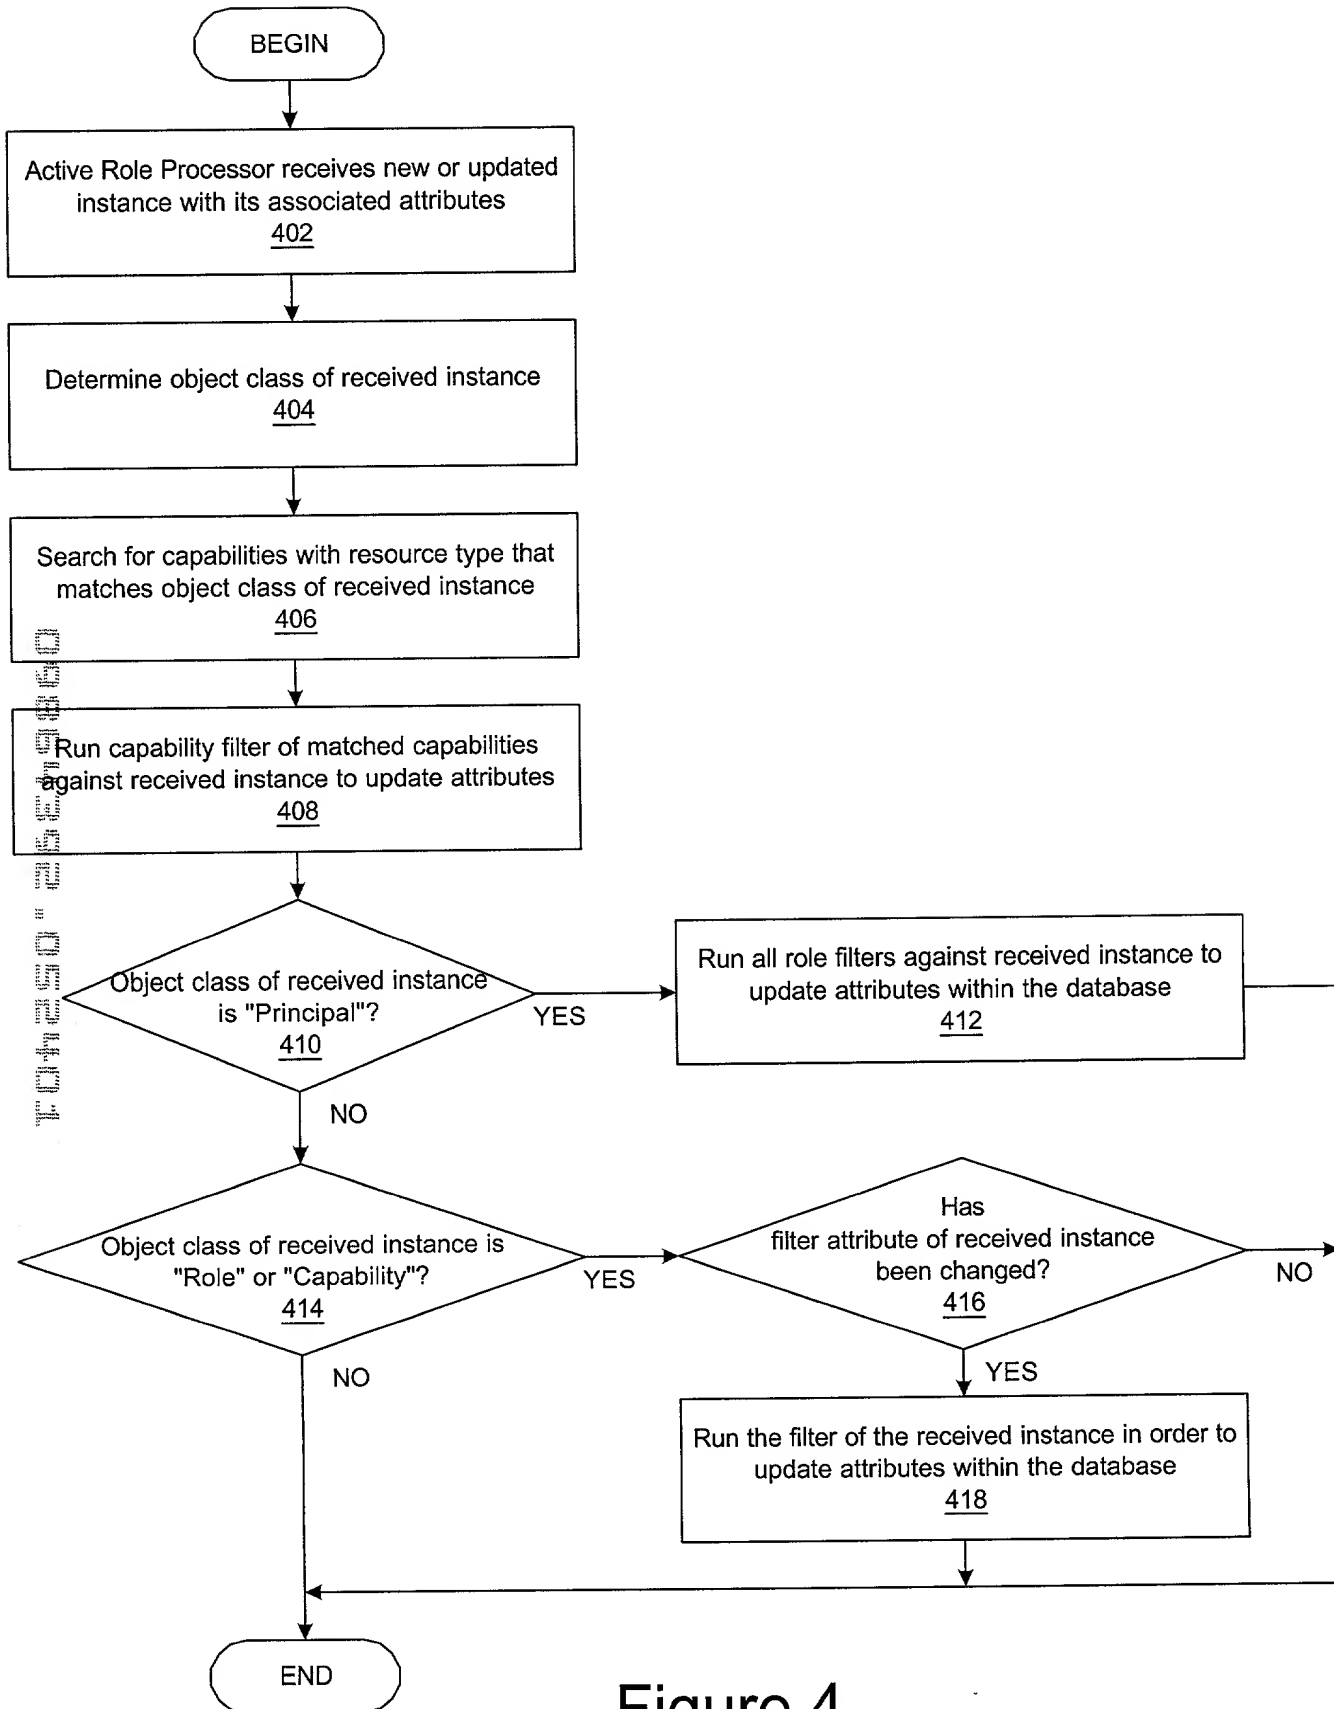 BEGIN
Active Role Processor receives new or updated
instance with its associated attributes
402
Determine object class of received instance
404
Search for capabilities with resource type that
matches object class of received instance
406
Run capability filter of matched capabilities
against received instance to update attributes
408
Object class of received instance
is "Principal"?
410
YES
NO
Run all role filters against received instance to
update attributes within the database
412
Object class of received instance is
"Role" or "Capability"?
414
YES
NO
Has
filter attribute of received instance
been changed?
416
NO
YES
Run the filter of the received instance in order to
update attributes within the database
418
END
Figure 4
09864352 . 052401